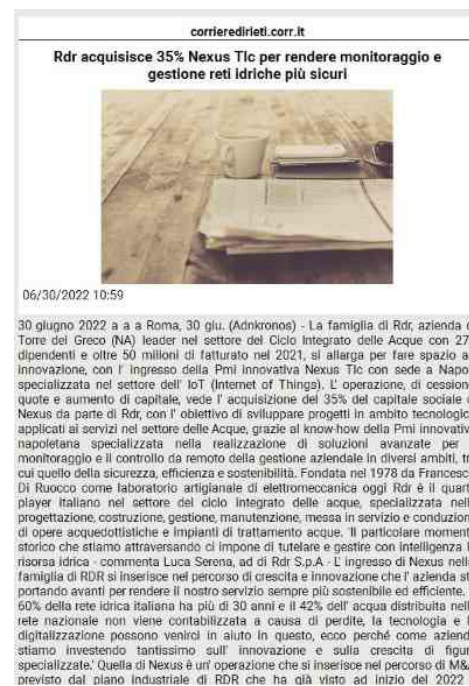 corrieredirieti.corr.it
Rdr acquisisce 35% Nexus Tlc per rendere monitoraggio e
gestione reti idriche più sicuri
06/30/2022 10:59
30 giugno 2022 a a a Roma, 30 giu. (Adnkronos) - La famiglia di Rdr, azienda
Torre del Greco (NA) leader nel settore del Ciclo Integrato delle Acque con 27
dipendenti e oltre 50 milioni di fatturato nel 2021, si allarga per fare spazio a
innovazione, con l' ingresso della Pmi innovativa Nexus Tlc con sede a Napo
specializzata nel settore dell' IoT (Internet of Things). L' operazione, di cession
quote e aumento di capitale, vede l' acquisizione del 35% del capitale sociale
Nexus da parte di Rdr, con l' obiettivo di sviluppare progetti in ambito tecnologic
applicati ai servizi nel settore delle Acque, grazie al know-how della Pmi innovativ
napoletana specializzata nella realizzazione di soluzioni avanzate per
monitoraggio e il controllo da remoto della gestione aziendale in diversi ambiti, tr
cui quello della sicurezza, efficienza e sostenibilità. Fondata nel 1978 da Francesc
Di Ruocco come laboratorio artigianale di elettromeccanica oggi Rdr è il quart
player italiano nel settore del ciclo integrato delle acque, specializzata nell
progettazione, costruzione, gestione, manutenzione, messa in servizio e conduzion
di opere acquedottistiche e impianti di trattamento acque. 'Il particolare moment
storico che stiamo attraversando ci impone di tutelare e gestire con intelligenza l
risorsa idrica - commenta Luca Serena, ad di Rdr S.p.A - L' ingresso di Nexus nell
famiglia di RDR si inserisce nel percorso di crescita e innovazione che l' azienda st
portando avanti per rendere il nostro servizio sempre più sostenibile ed efficiente.
60% della rete idrica italiana ha più di 30 anni e il 42% dell' acqua distribuita nell
rete nazionale non viene contabilizzata a causa di perdite, la tecnologia e l
digitalizzazione possono venirci in aiuto in questo, ecco perché come aziend
stiamo investendo tantissimo sull' innovazione e sulla crescita di figur
specializzate.' Quella di Nexus è un' operazione che si inserisce nel percorso di M&
previsto dal piano industriale di RDR che ha già visto ad inizio del 2022